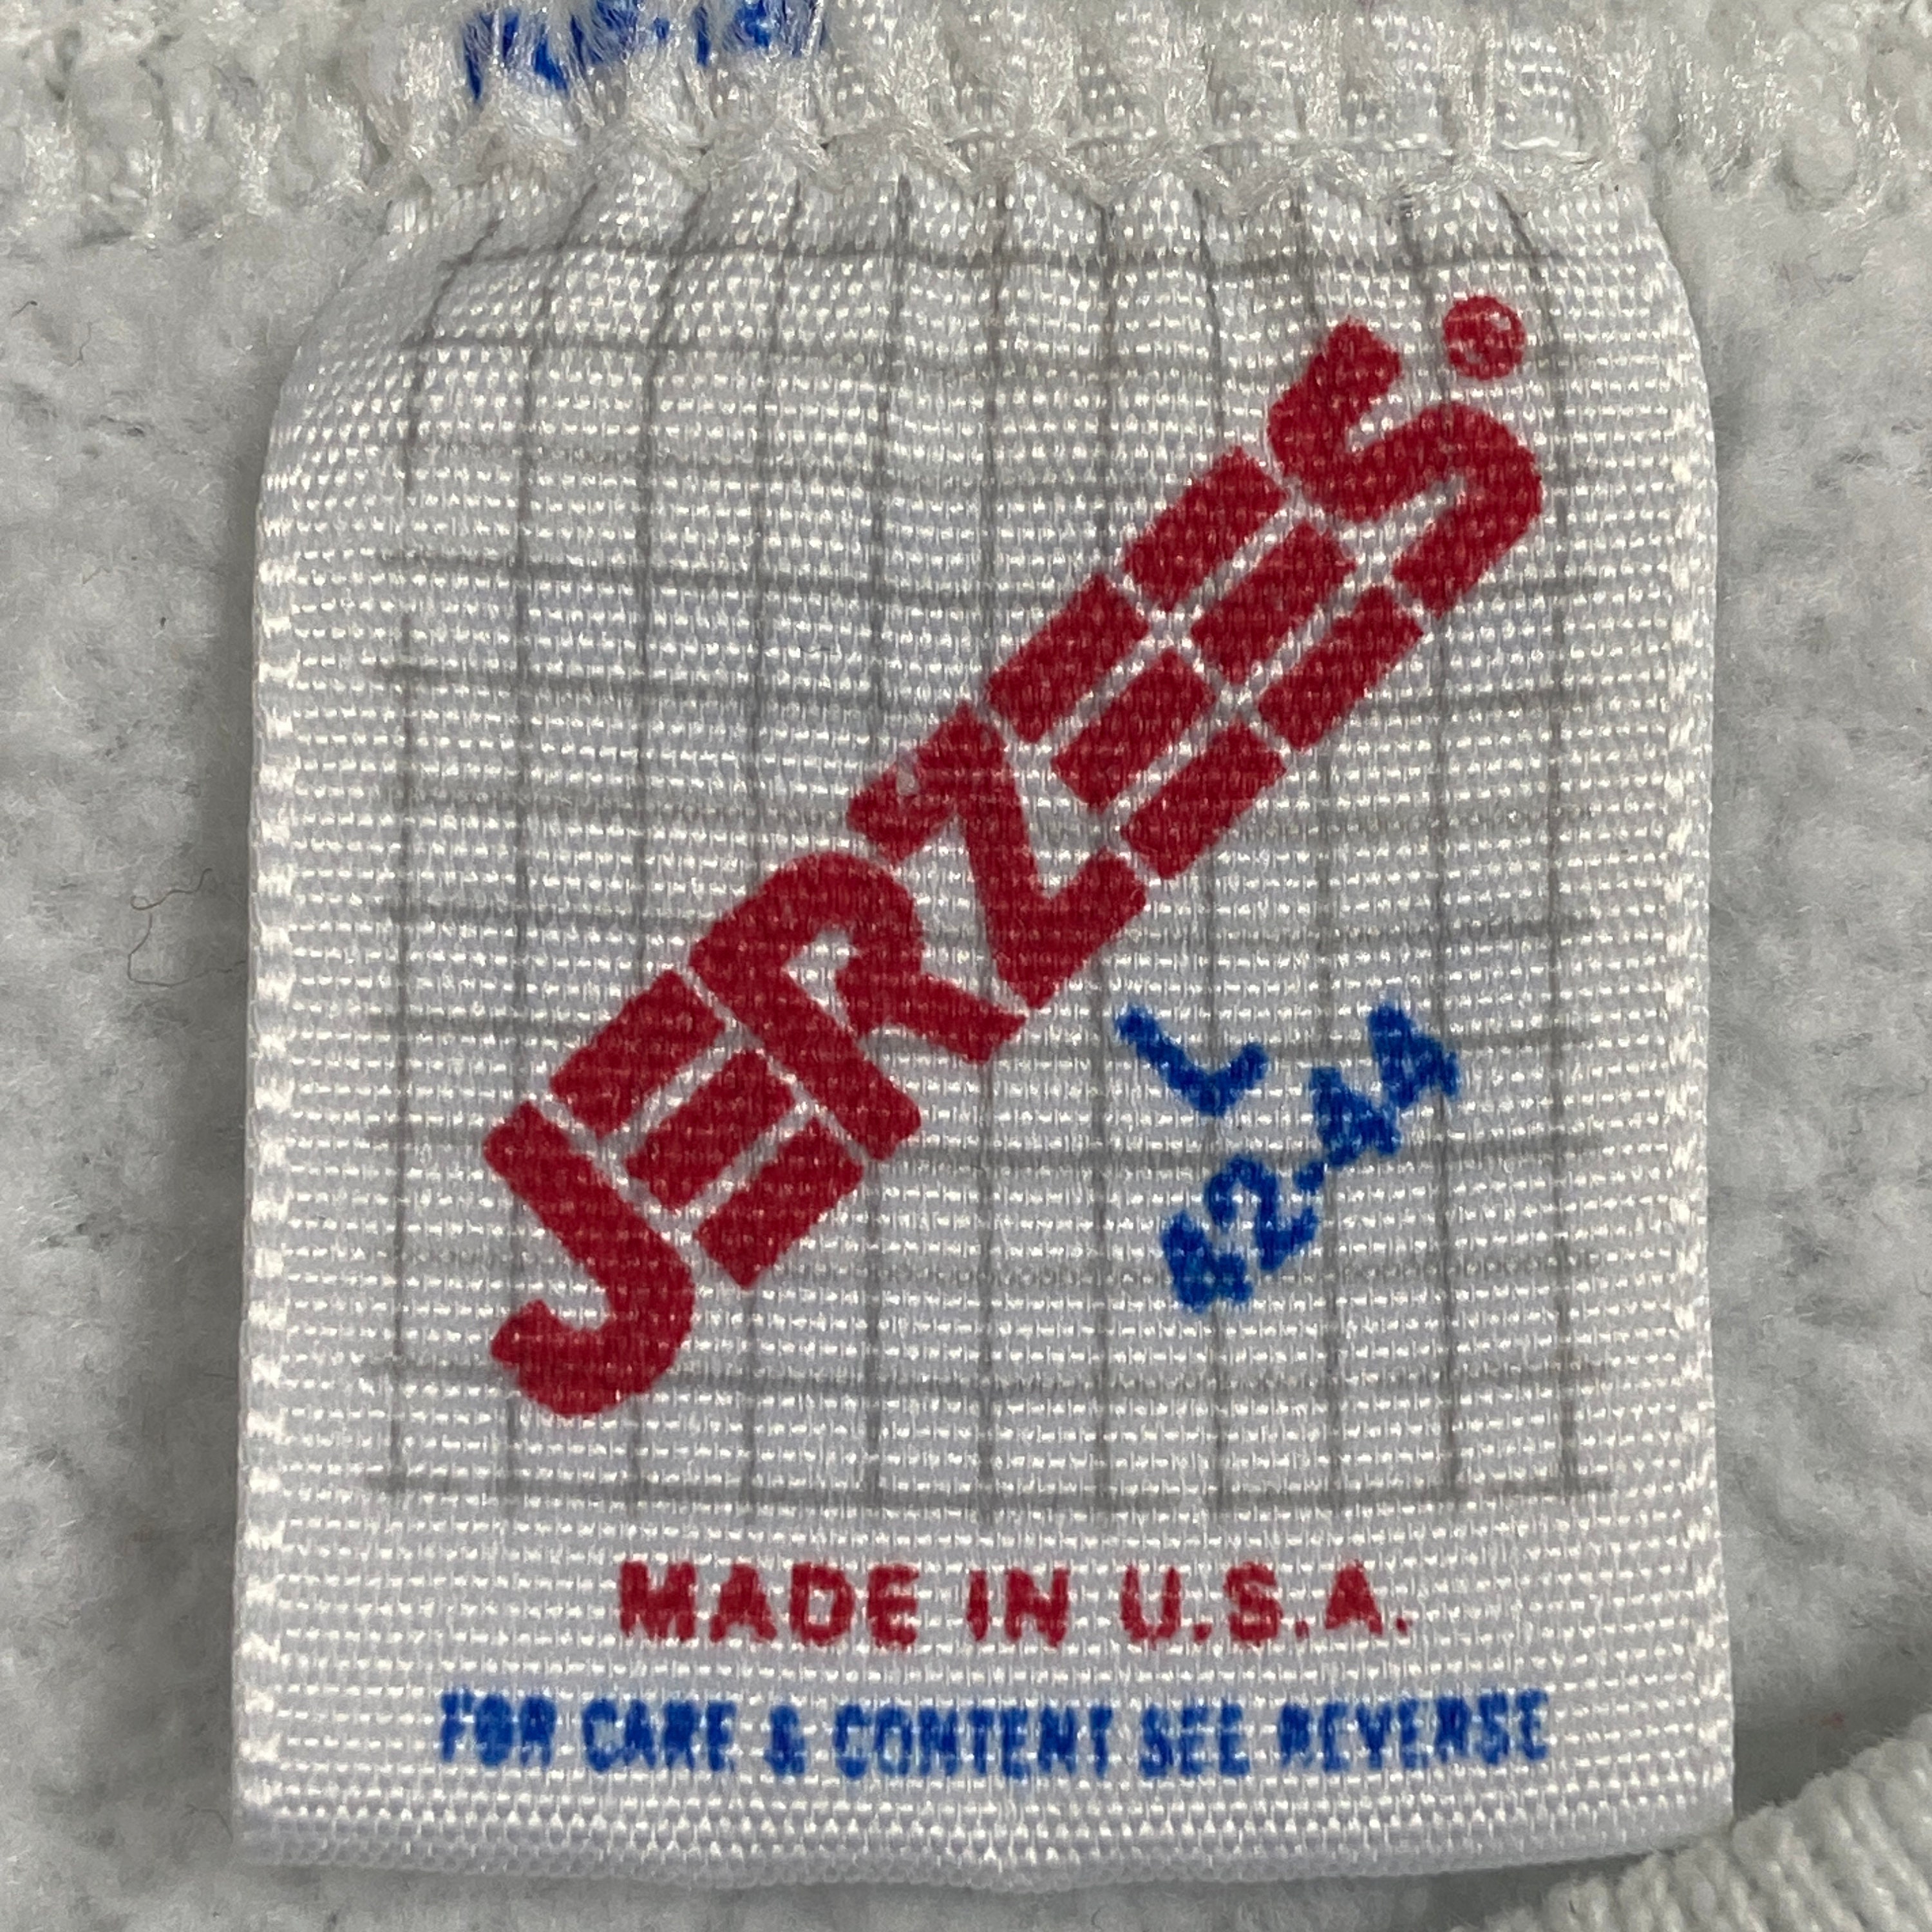 JERZEES®
L
42-44
MADE IN U.S.A.
FOR CARE & CONTENT SEE REVERSE